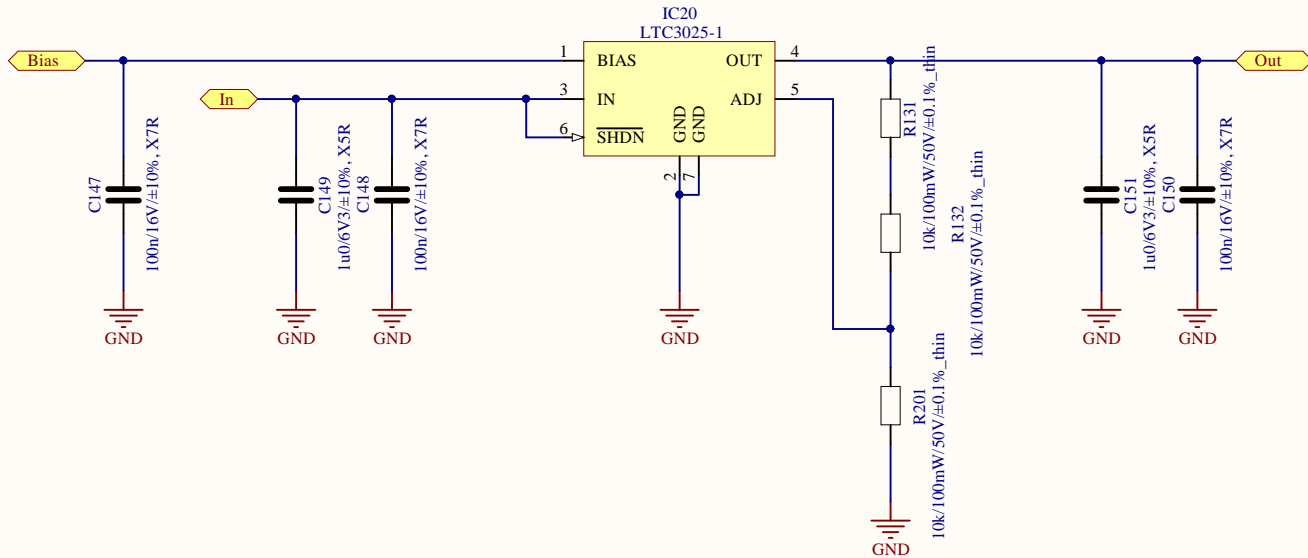 IC20
LTC3025-1
Bias
1
BIAS
OUT
4
Out
In
3
IN
ADJ
5
6
SHDN
GND
GND
2
7
C147
100n/16V/±10%, X7R
C149
1u0/6V3/±10%, X5R
C148
100n/16V/±10%, X7R
R131
10k/100mW/50V/±0.1%_thin
R132
10k/100mW/50V/±0.1%_thin
R201
10k/100mW/50V/±0.1%_thin
C151
1u0/6V3/±10%, X5R
C150
100n/16V/±10%, X7R
GND
GND
GND
GND
GND
GND
GND